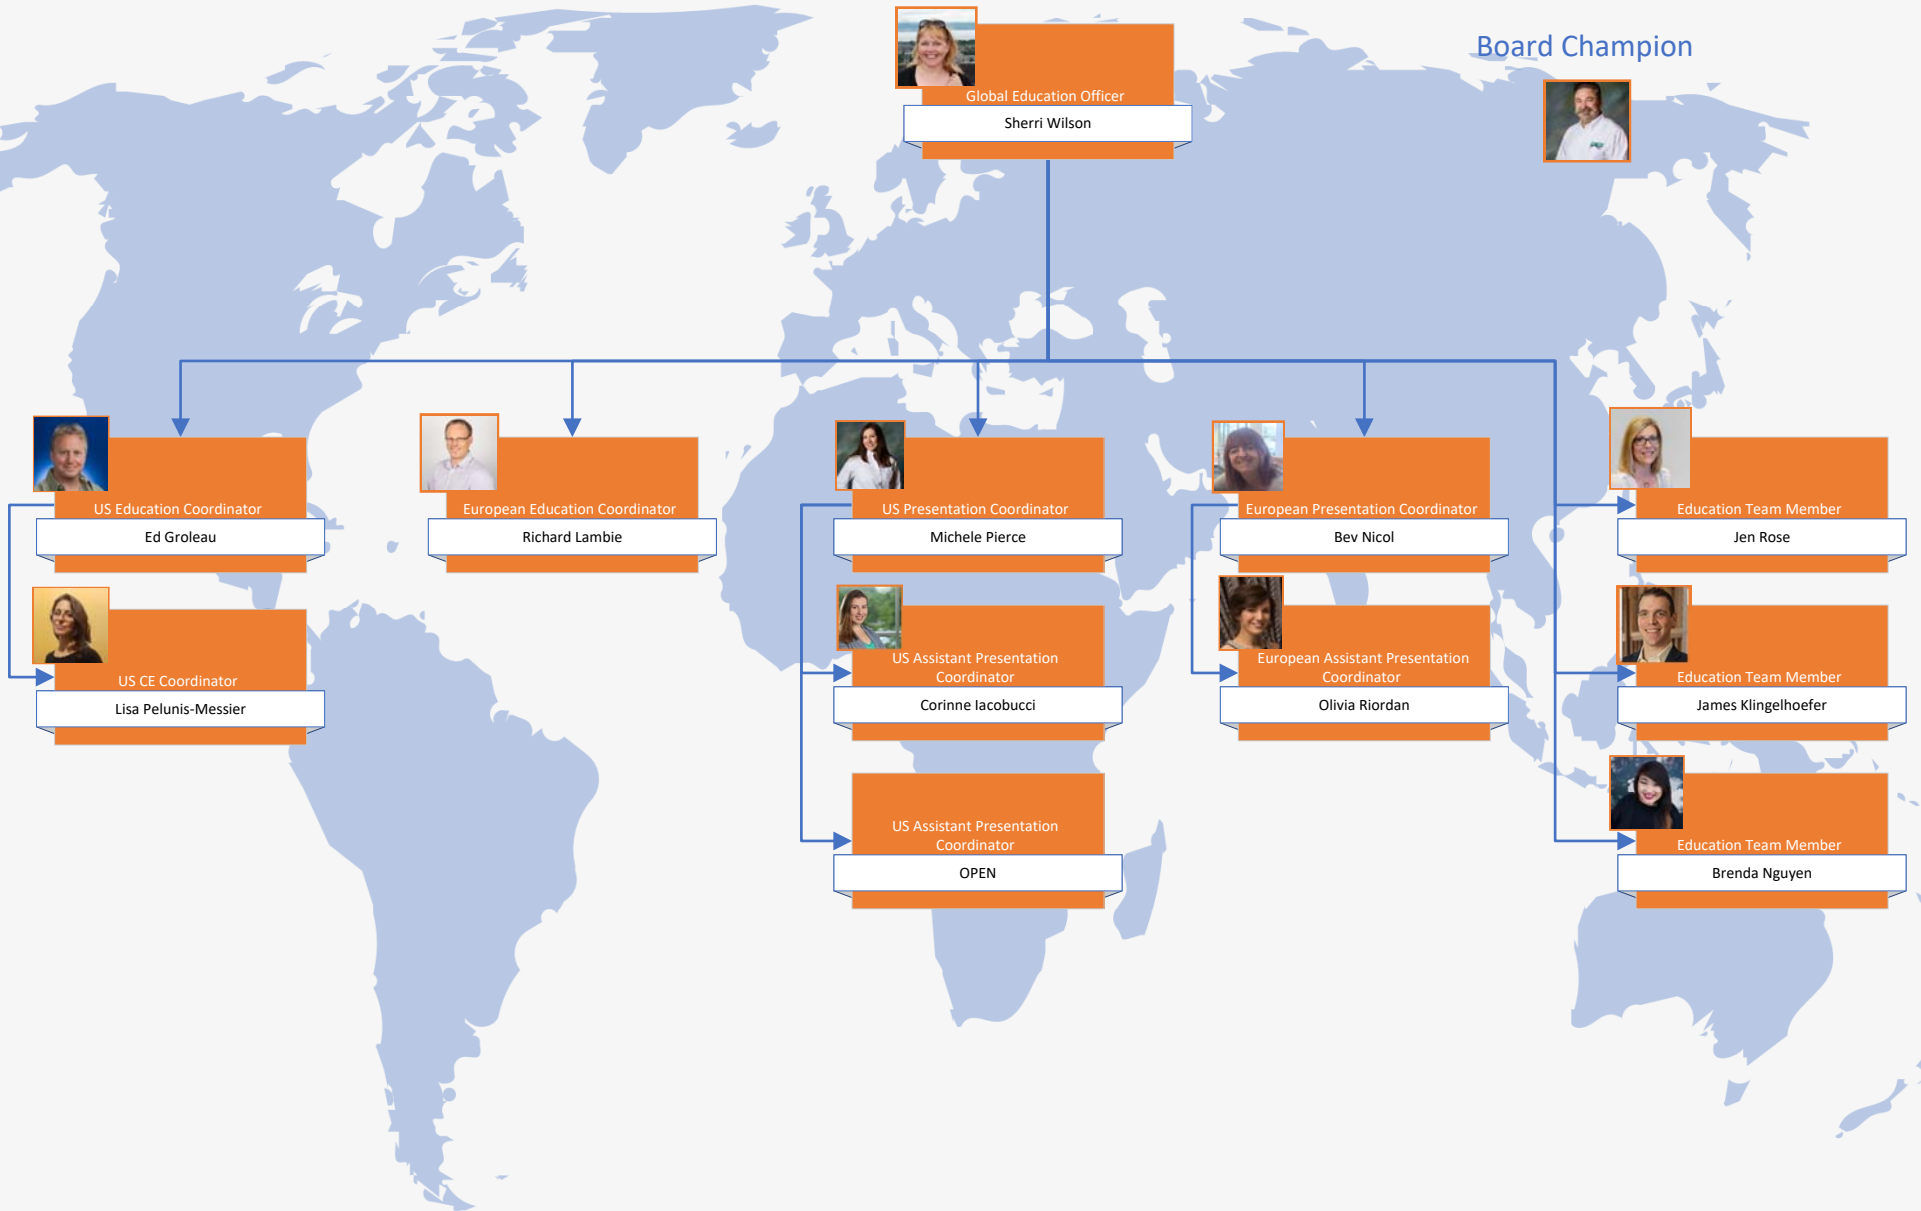 Board Champion
Global Education Officer
Sherri Wilson
US Education Coordinator
Ed Groleau
European Education Coordinator
Richard Lambie
US Presentation Coordinator
Michele Pierce
European Presentation Coordinator
Bev Nicol
Education Team Member
Jen Rose
US CE Coordinator
Lisa Pelunis-Messier
US Assistant Presentation
Coordinator
Corinne Iacobucci
European Assistant Presentation
Coordinator
Olivia Riordan
Education Team Member
James Klingelhoefer
US Assistant Presentation
Coordinator
OPEN
Education Team Member
Brenda Nguyen